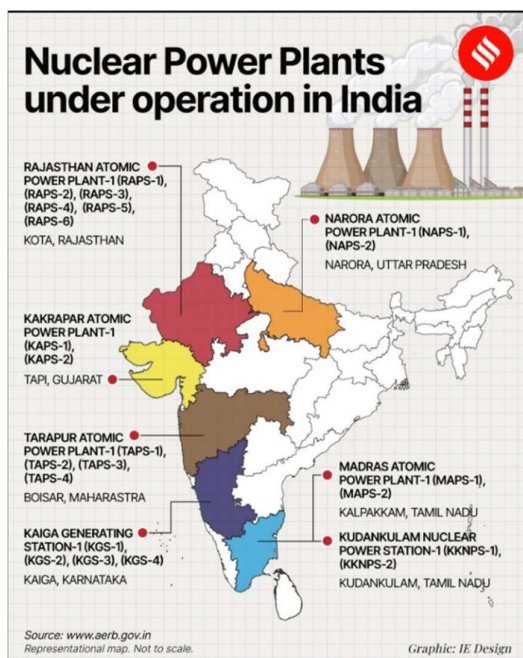 Nuclear Power Plants
under operation in India
RAJASTHAN ATOMIC
POWER PLANT-1 (RAPS-1),
(RAPS-2), (RAPS-3),
(RAPS-4), (RAPS-5),
(RAPS-6)
KOTA, RAJASTHAN
NARORA ATOMIC
POWER PLANT-1 (NAPS-1),
(NAPS-2)
NARORA, UTTAR PRADESH
KAKRAPAR ATOMIC
POWER PLANT-1
(KAPS-1),
(KAPS-2)
TAPI, GUJARAT
TARAPUR ATOMIC
POWER PLANT-1 (TAPS-1),
(TAPS-2), (TAPS-3),
(TAPS-4)
BOISAR, MAHARASTRA
MADRAS ATOMIC
POWER PLANT-1 (MAPS-1),
(MAPS-2)
KALPAKKAM, TAMIL NADU
KAIGA GENERATING
STATION-1 (KGS-1),
(KGS-2), (KGS-3), (KGS-4)
KAIGA, KARNATAKA
KUDANKULAM NUCLEAR
POWER STATION-1 (KKNPS-1),
(KKNPS-2)
KUDANKULAM, TAMIL NADU
Source: www.aerb.gov.in
Representational map. Not to scale.
Graphic: IE Design